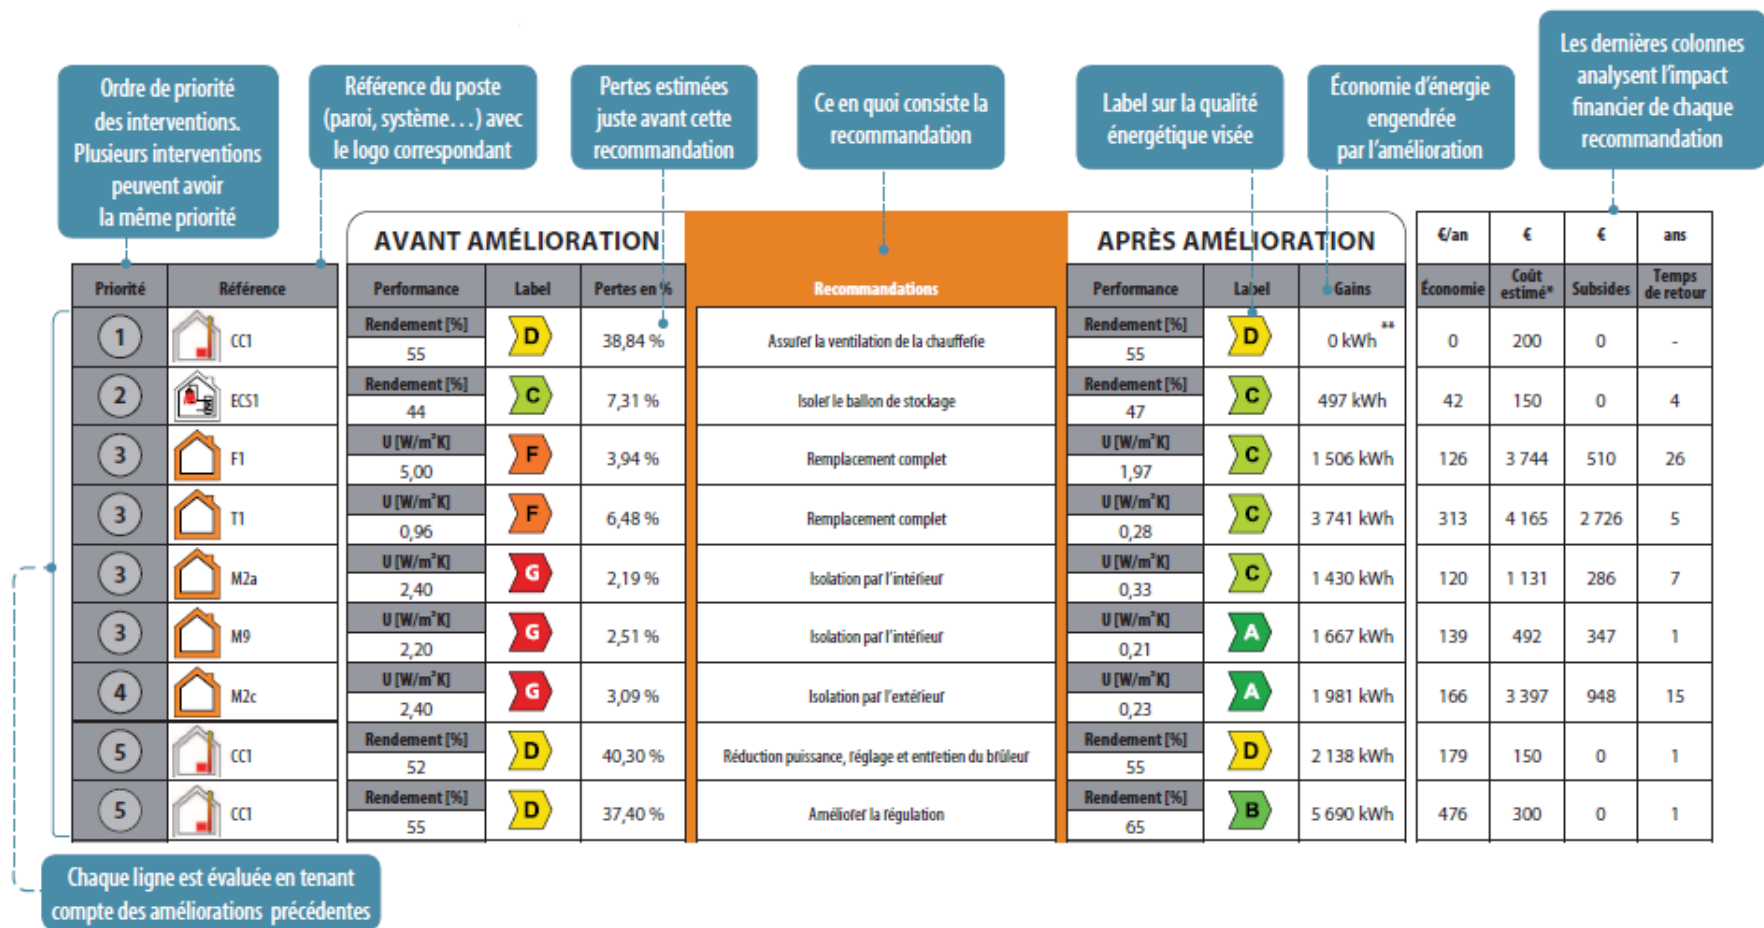 Les dernières colonnes
analysent l'impact
financier de chaque
recommandation
Ordre de priorité
des interventions.
Plusieurs interventions
peuvent avoir
la même priorité
Référence du poste
(paroi, système…) avec
le logo correspondant
Pertes estimées
juste avant cette
recommandation
Ce en quoi consiste la
recommandation
Label sur la qualité
énergétique visée
Économie d'énergie
engendrée
par l'amélioration
AVANT AMÉLIORATION APRÈS AMÉLIORATION €/an € € ans
Priorité Référence Performance Label Pertes en % Recommandations Performance Label Gains Économie Coût estimé* Subsides Temps de retour
1 CC1 Rendement [%] 55 D 38,84 % Assurer la ventilation de la chaufferie Rendement [%] 55 D 0 kWh ** 0 200 0 -
2 ECS1 Rendement [%] 44 C 7,31 % Isoler le ballon de stockage Rendement [%] 47 C 497 kWh 42 150 0 4
3 F1 U [W/m²K] 5,00 F 3,94 % Remplacement complet U [W/m²K] 1,97 C 1 506 kWh 126 3 744 510 26
3 T1 U [W/m²K] 0,96 F 6,48 % Remplacement complet U [W/m²K] 0,28 C 3 741 kWh 313 4 165 2 726 5
3 M2a U [W/m²K] 2,40 G 2,19 % Isolation par l'intérieur U [W/m²K] 0,33 C 1 430 kWh 120 1 131 286 7
3 M9 U [W/m²K] 2,20 G 2,51 % Isolation par l'intérieur U [W/m²K] 0,21 A 1 667 kWh 139 492 347 1
4 M2c U [W/m²K] 2,40 G 3,09 % Isolation par l'extérieur U [W/m²K] 0,23 A 1 981 kWh 166 3 397 948 15
5 CC1 Rendement [%] 52 D 40,30 % Réduction puissance, réglage et entretien du brûleur Rendement [%] 55 D 2 138 kWh 179 150 0 1
5 CC1 Rendement [%] 55 D 37,40 % Améliorer la régulation Rendement [%] 65 B 5 690 kWh 476 300 0 1
Chaque ligne est évaluée en tenant
compte des améliorations précédentes